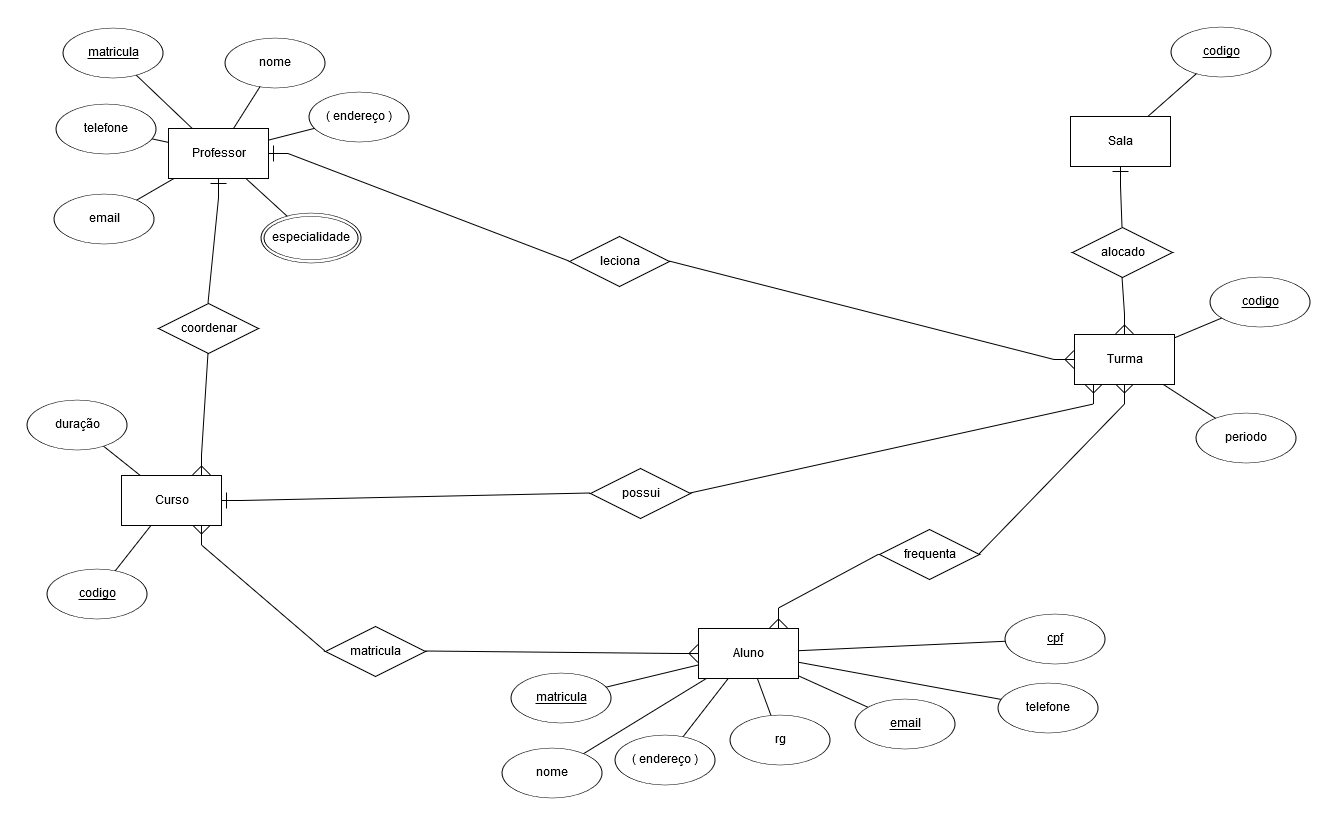 matricula
nome
codigo
( endereço )
telefone
Professor
Sala
email
especialidade
leciona
alocado
codigo
coordenar
Turma
duração
periodo
Curso
possui
frequenta
codigo
matricula
Aluno
cpf
matricula
telefone
email
rg
( endereço )
nome